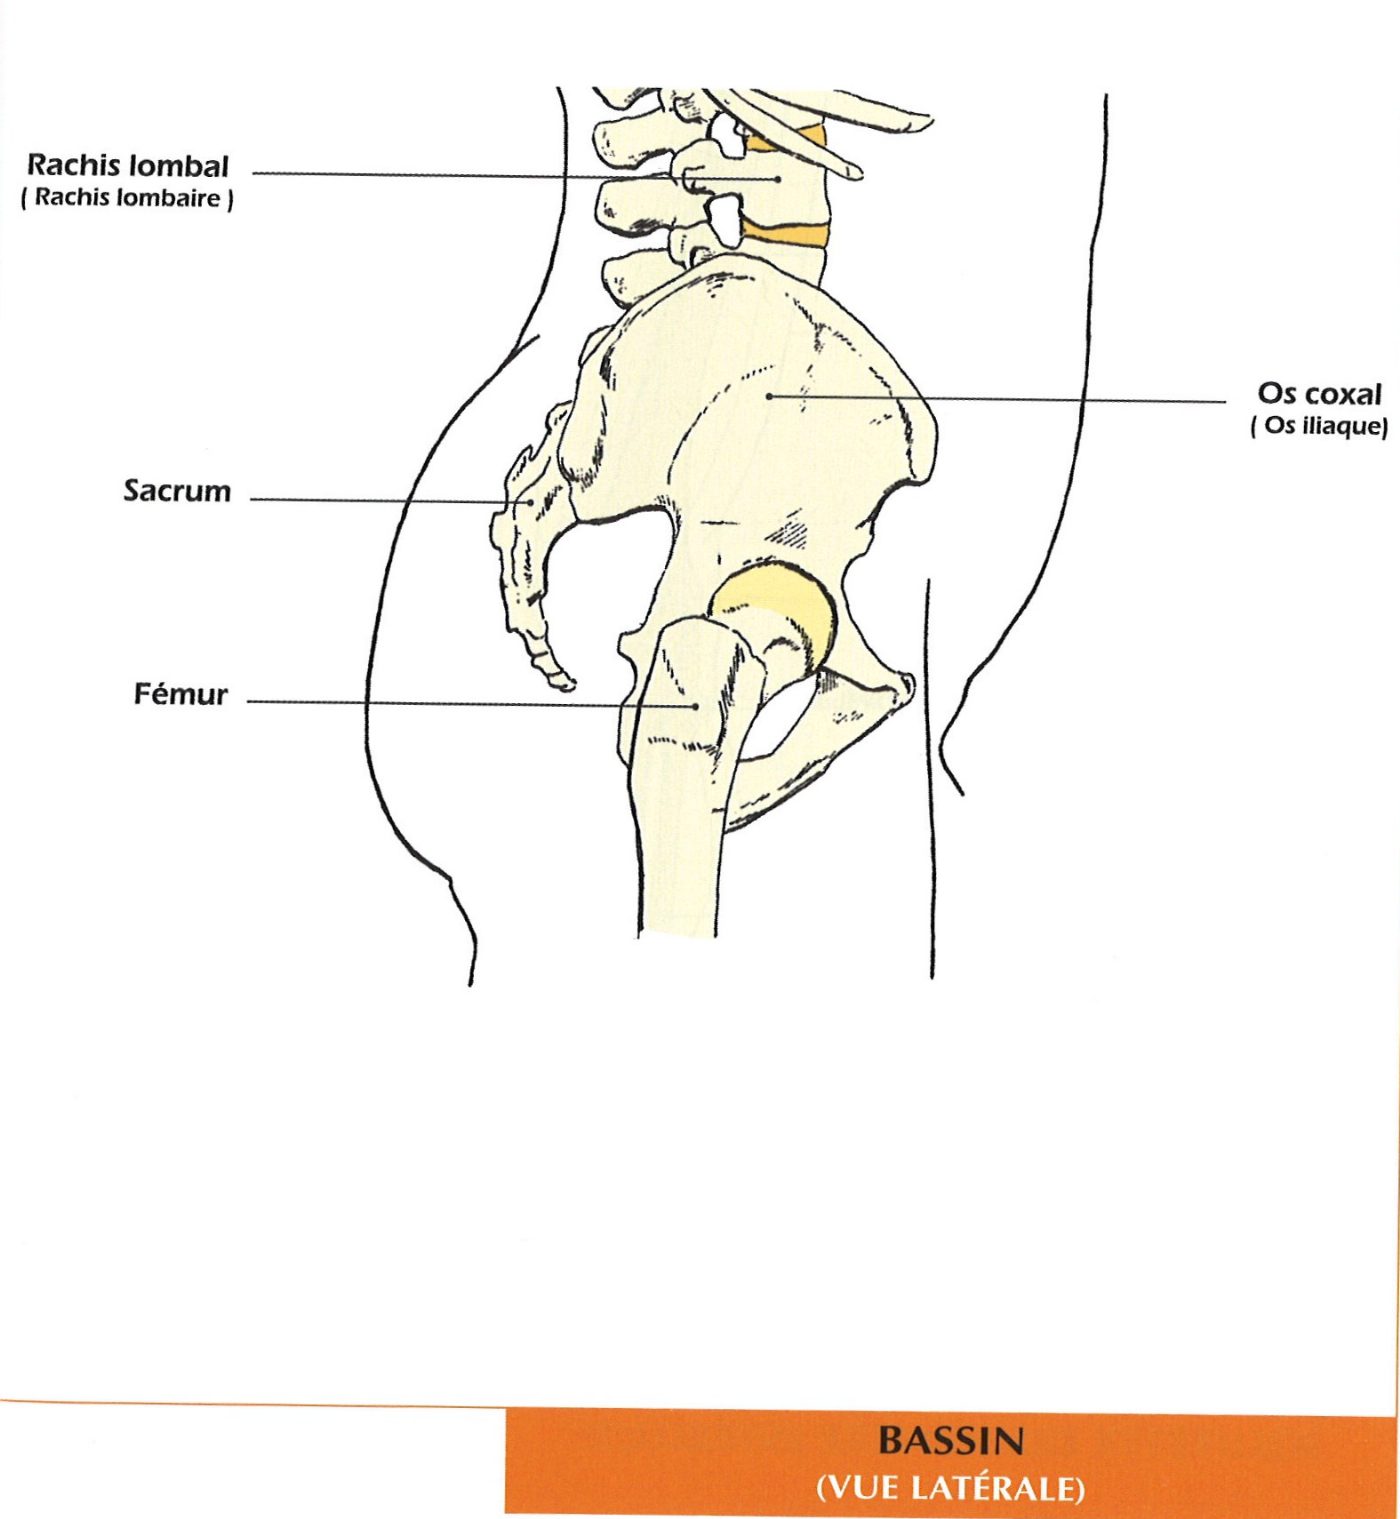 Rachis lombal
( Rachis lombaire )
Os coxal
( Os iliaque)
Sacrum
Fémur
BASSIN
(VUE LATÉRALE)